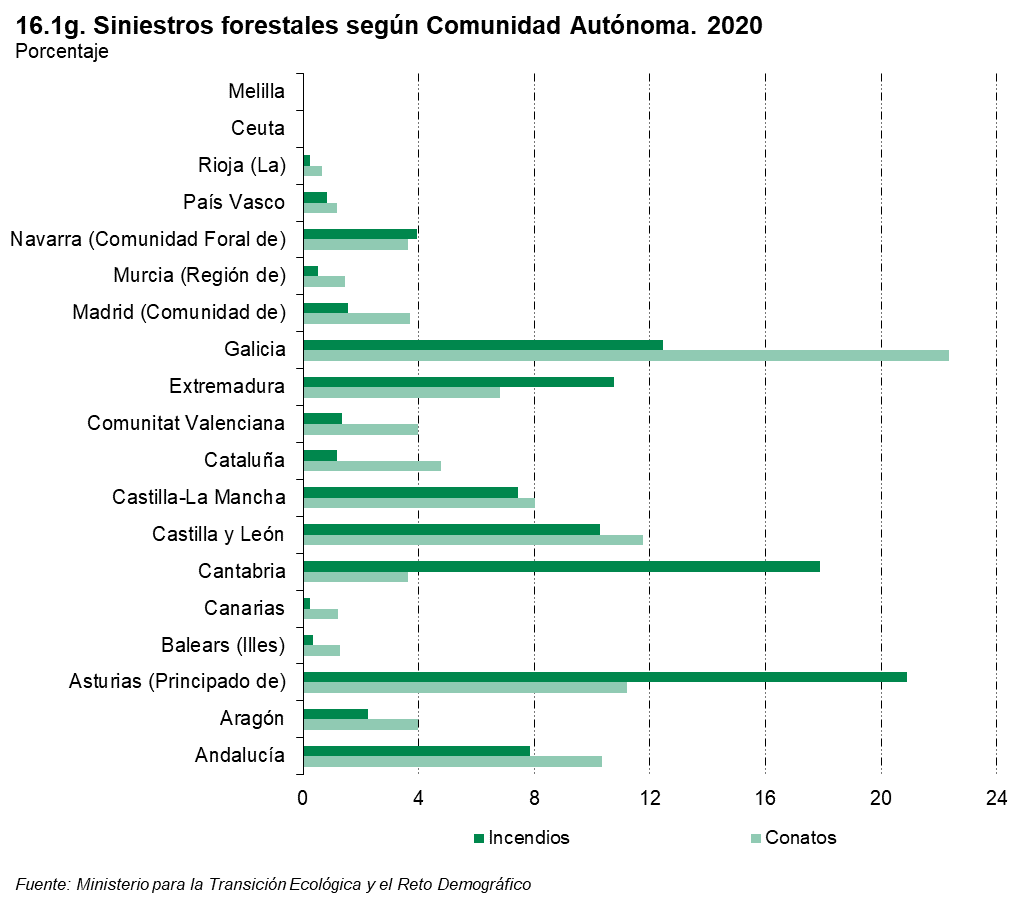 16.1g. Siniestros forestales según Comunidad Autónoma. 2020
Porcentaje
Melilla
Ceuta
Rioja (La)
País Vasco
Navarra (Comunidad Foral de)
Murcia (Región de)
Madrid (Comunidad de)
Galicia
Extremadura
Comunitat Valenciana
Cataluña
Castilla-La Mancha
Castilla y León
Cantabria
Canarias
Balears (Illes)
Asturias (Principado de)
Aragón
Andalucía
0 4 8 12 16 20 24
Incendios Conatos
Fuente: Ministerio para la Transición Ecológica y el Reto Demográfico